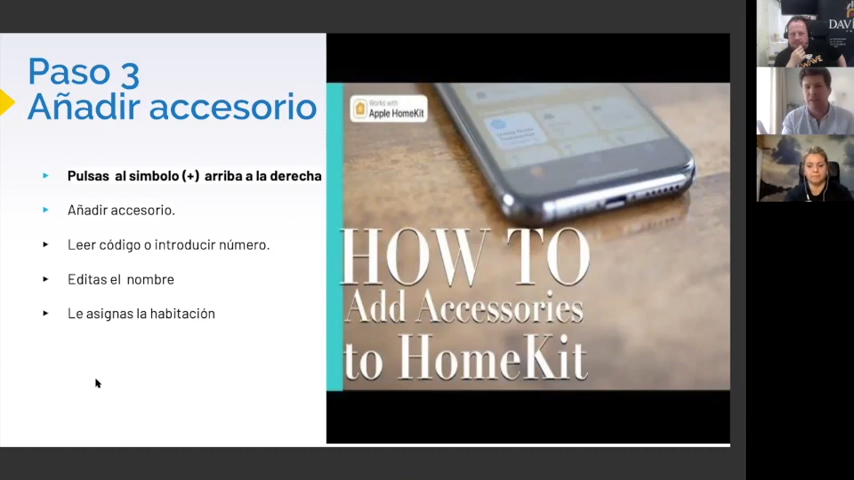 Paso 3
Añadir accesorio
Pulsas al simbolo (+) arriba a la derecha
Añadir accesorio.
Leer código o introducir número.
Editas el nombre
Le asignas la habitación
Works with
Apple HomeKit
HOW TO
Add Accessories
to HomeKit